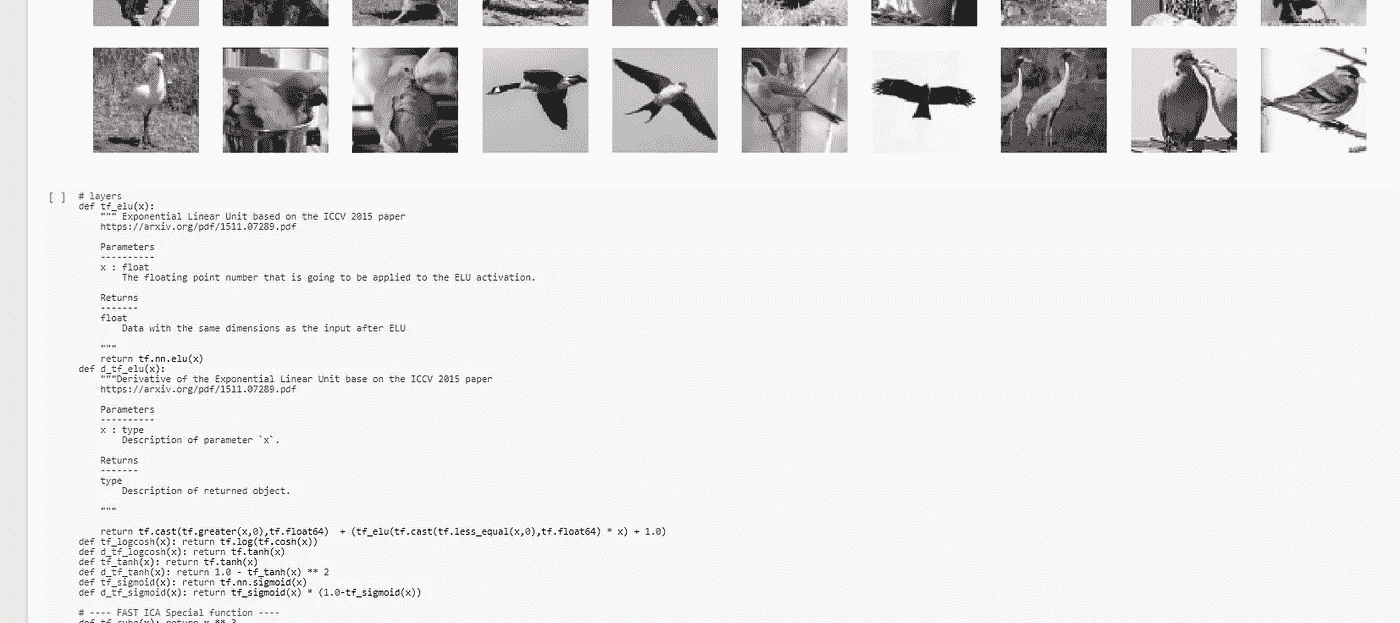 [ ] # layers
def tf_elu(x):
    """ Exponential Linear Unit based on the ICCV 2015 paper
    https://arxiv.org/pdf/1511.07289.pdf
    Parameters
    ----------
    x : float
        The floating point number that is going to be applied to the ELU activation.
    Returns
    -------
    float
        Data with the same dimensions as the input after ELU
    """
    return tf.nn.elu(x)
def d_tf_elu(x):
    """Derivative of the Exponential Linear Unit base on the ICCV 2015 paper
    https://arxiv.org/pdf/1511.07289.pdf
    Parameters
    ----------
    x : type
        Description of parameter `x`.
    Returns
    -------
    type
        Description of returned object.
    """
    return tf.cast(tf.greater(x,0),tf.float64)  + (tf_elu(tf.cast(tf.less_equal(x,0),tf.float64) * x) + 1.0)
def tf_logcosh(x): return tf.log(tf.cosh(x))
def d_tf_logcosh(x): return tf.tanh(x)
def tf_tanh(x): return tf.tanh(x)
def d_tf_tanh(x): return 1.0 - tf_tanh(x) ** 2
def tf_sigmoid(x): return tf.nn.sigmoid(x)
def d_tf_sigmoid(x): return tf_sigmoid(x) * (1.0-tf_sigmoid(x))
# ---- FAST ICA Special function ----
def tf_cube(x): return x ** 3